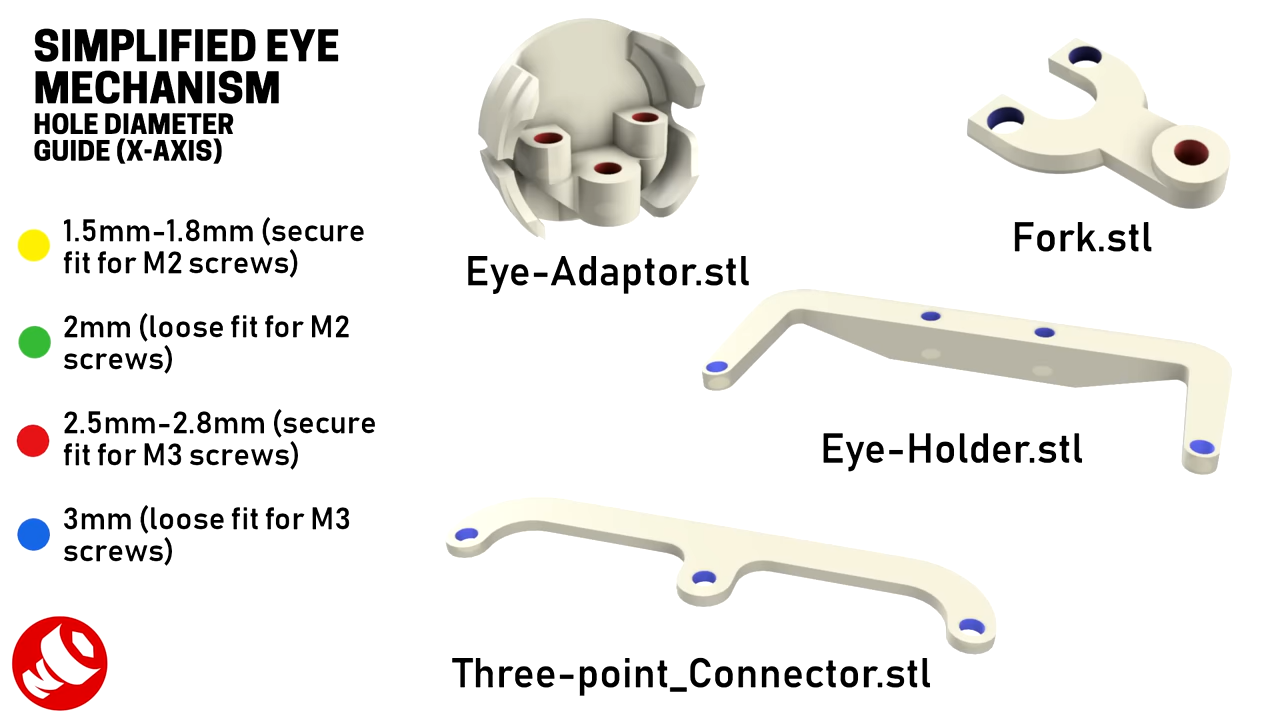 SIMPLIFIED EYE
MECHANISM
HOLE DIAMETER
GUIDE (X-AXIS)
1.5mm-1.8mm (secure
fit for M2 screws)
2mm (loose fit for M2
screws)
2.5mm-2.8mm (secure
fit for M3 screws)
3mm (loose fit for M3
screws)
Eye-Adaptor.stl
Fork.stl
Eye-Holder.stl
Three-point_Connector.stl